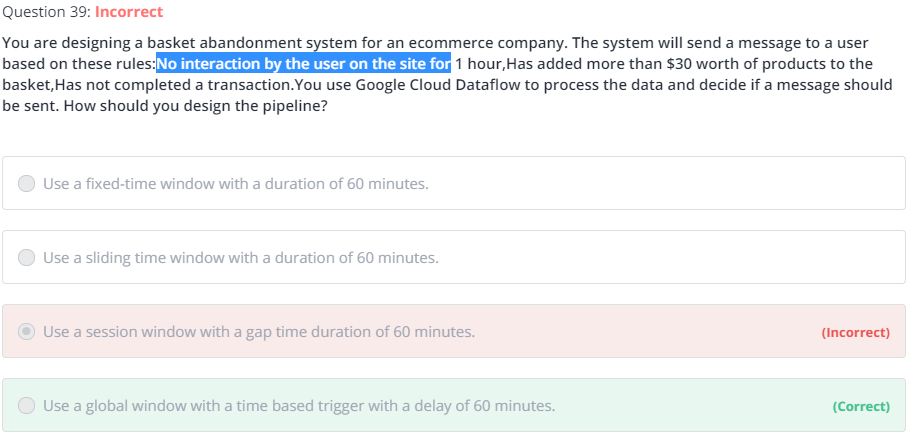 Question 39: Incorrect
You are designing a basket abandonment system for an ecommerce company. The system will send a message to a user
based on these rules:No interaction by the user on the site for 1 hour,Has added more than $30 worth of products to the
basket,Has not completed a transaction.You use Google Cloud Dataflow to process the data and decide if a message should
be sent. How should you design the pipeline?
Use a fixed-time window with a duration of 60 minutes.
Use a sliding time window with a duration of 60 minutes.
Use a session window with a gap time duration of 60 minutes. (Incorrect)
Use a global window with a time based trigger with a delay of 60 minutes. (Correct)